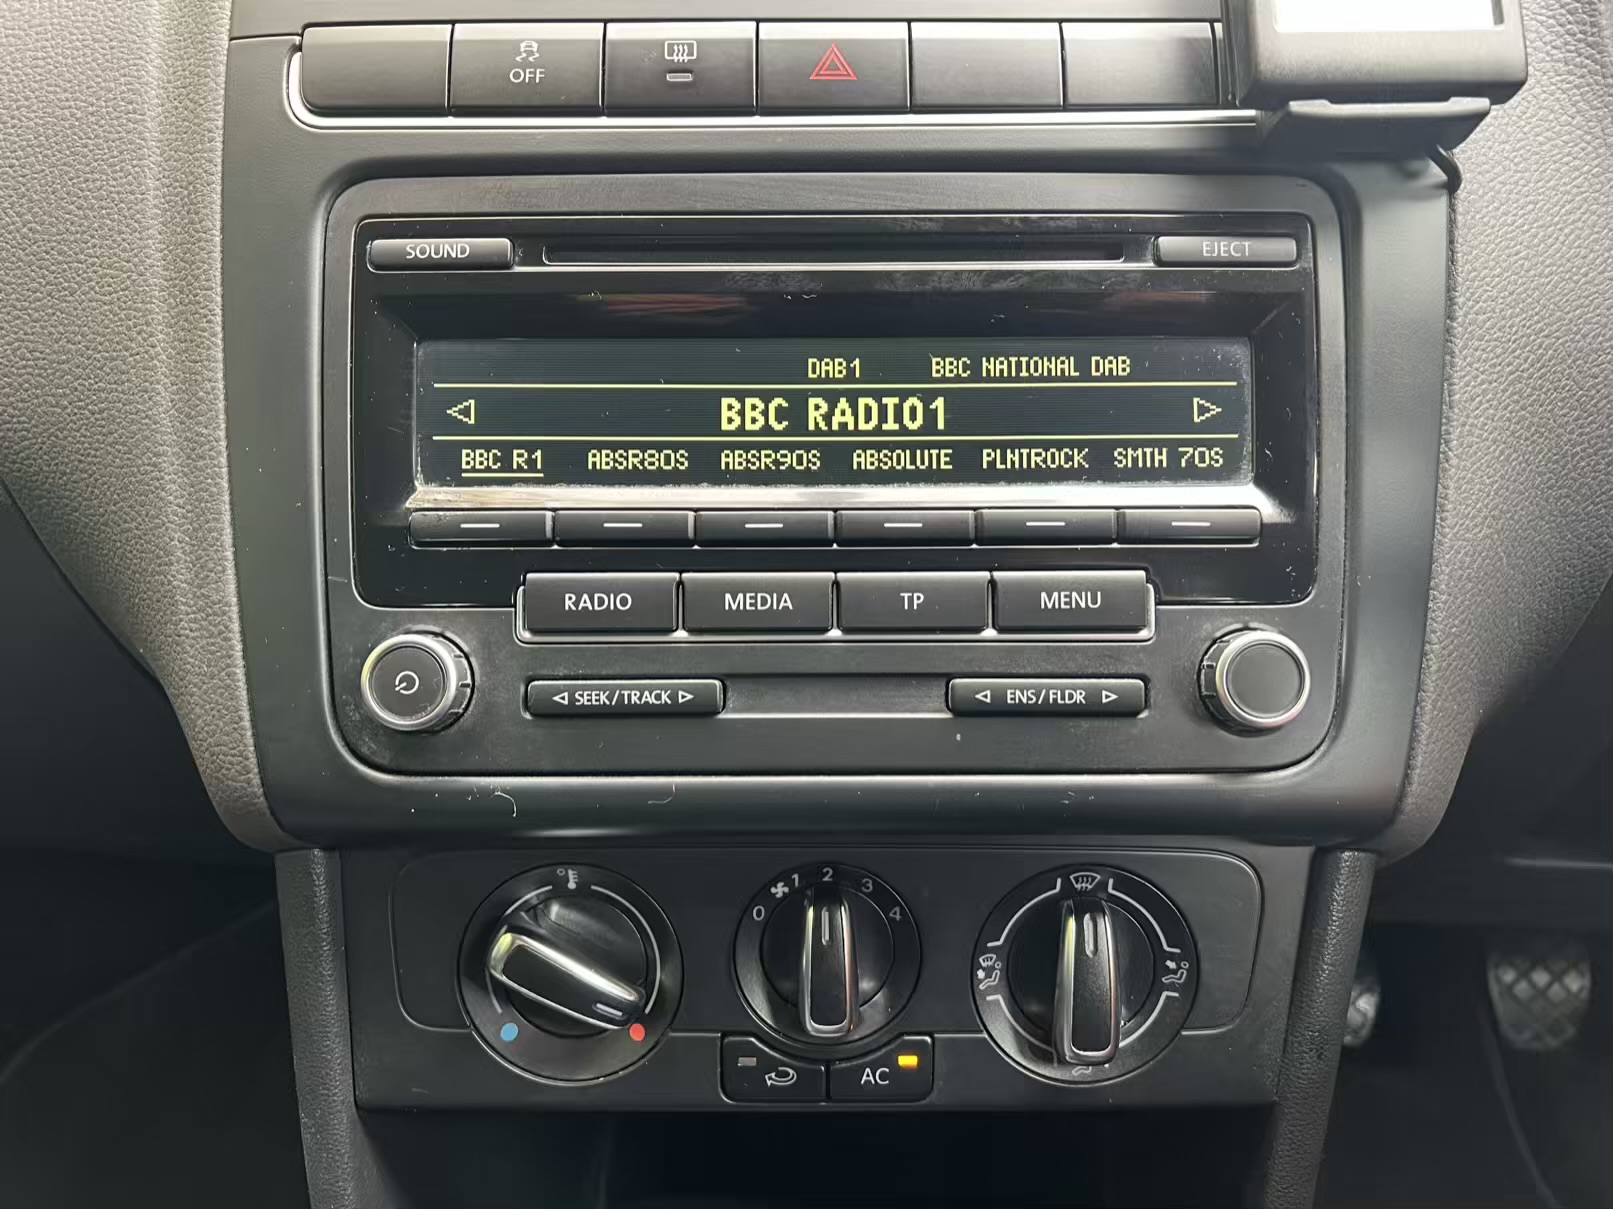 OFF
SOUND EJECT
DAB1 BBC NATIONAL DAB
BBC RADIO1
BBC R1 ABSR80S ABSR90S ABSOLUTE PLNTROCK SMTH 70S
RADIO MEDIA TP MENU
SEEK/TRACK ENS/FLDR
0 1 2 3 4
AC